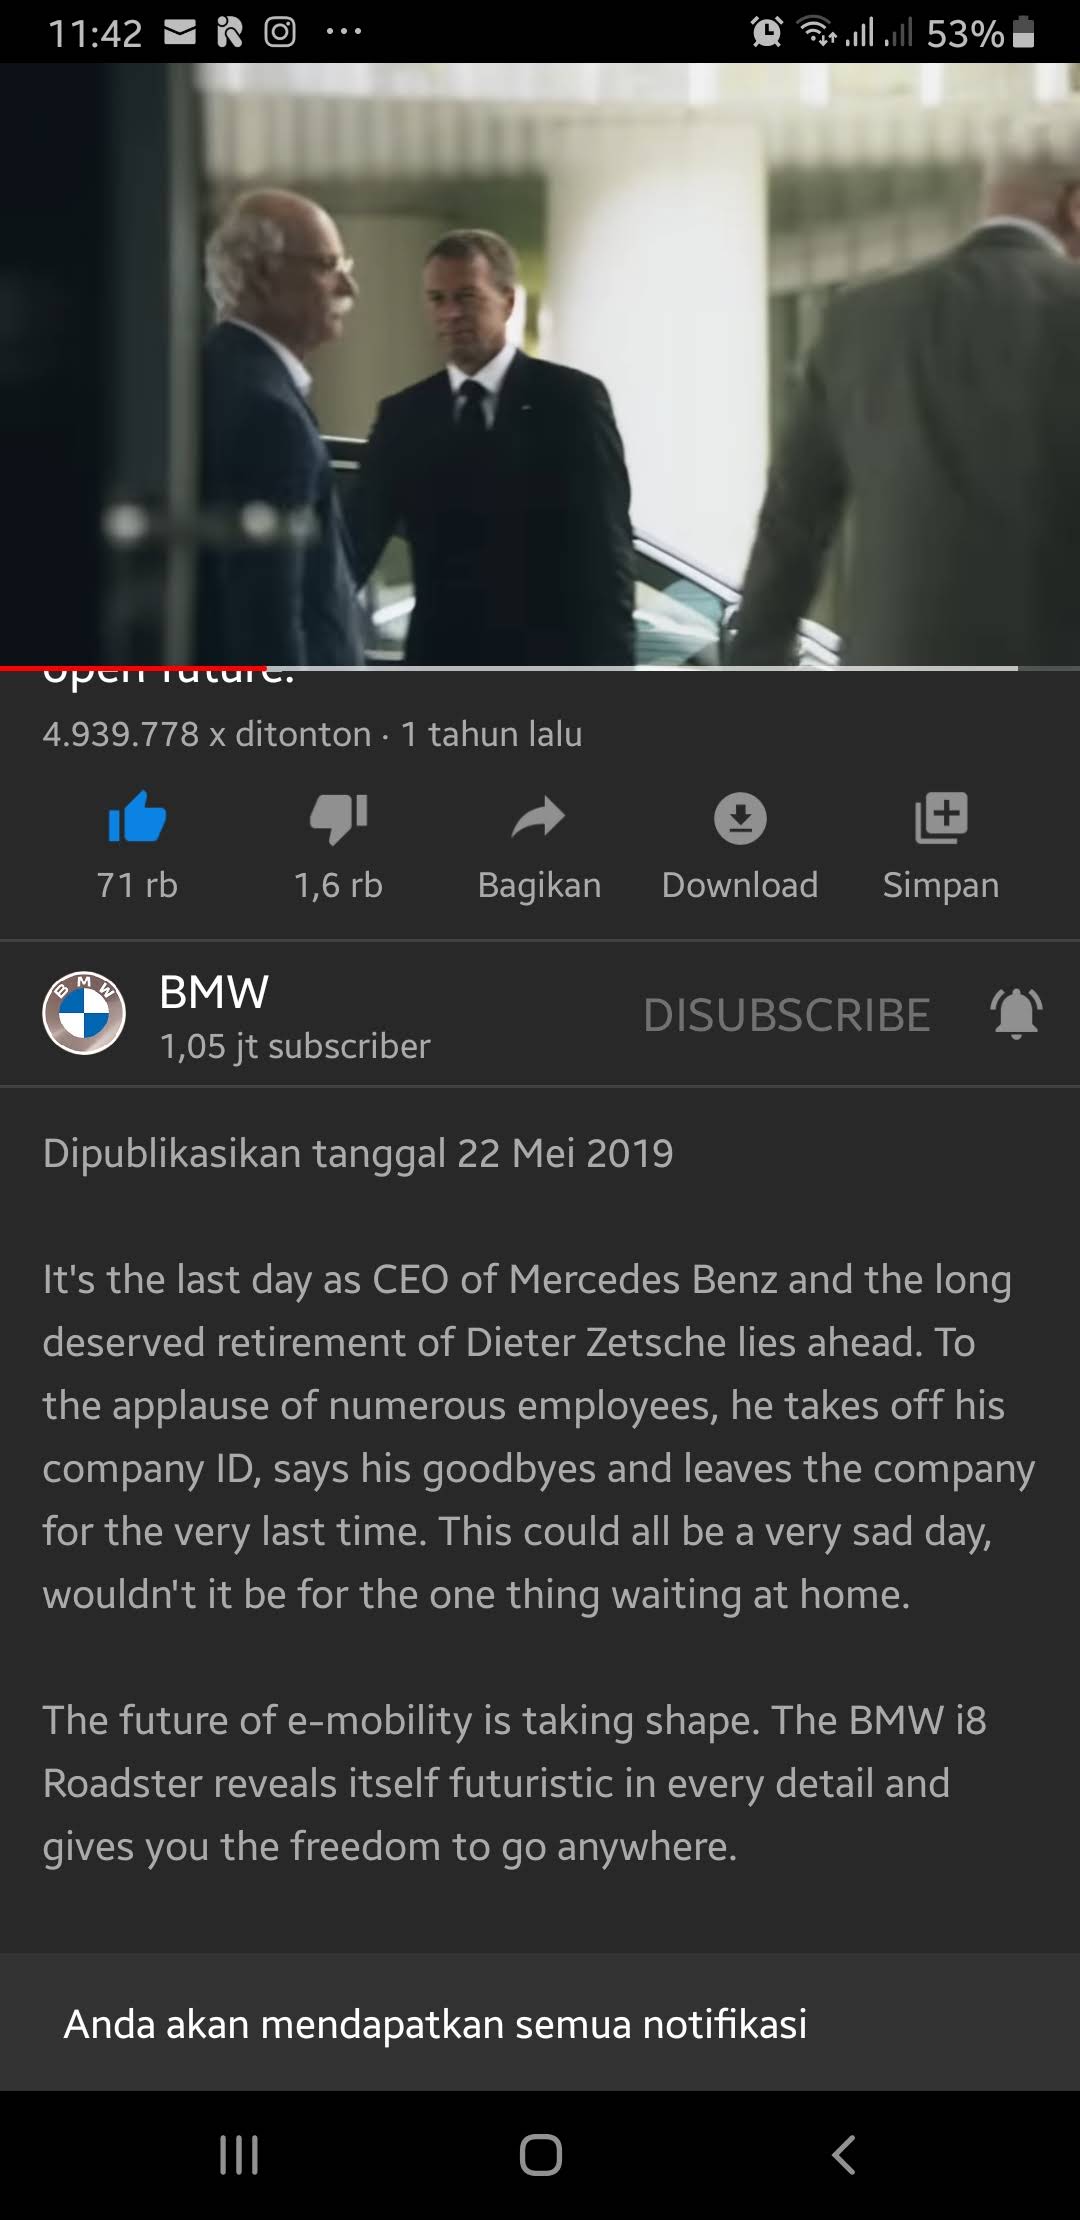 11:42
53%
open future.
4.939.778 x ditonton · 1 tahun lalu
71 rb
1,6 rb
Bagikan
Download
Simpan
BMW
BMW
1,05 jt subscriber
DISUBSCRIBE
Dipublikasikan tanggal 22 Mei 2019
It's the last day as CEO of Mercedes Benz and the long
deserved retirement of Dieter Zetsche lies ahead. To
the applause of numerous employees, he takes off his
company ID, says his goodbyes and leaves the company
for the very last time. This could all be a very sad day,
wouldn't it be for the one thing waiting at home.
The future of e-mobility is taking shape. The BMW i8
Roadster reveals itself futuristic in every detail and
gives you the freedom to go anywhere.
Anda akan mendapatkan semua notifikasi